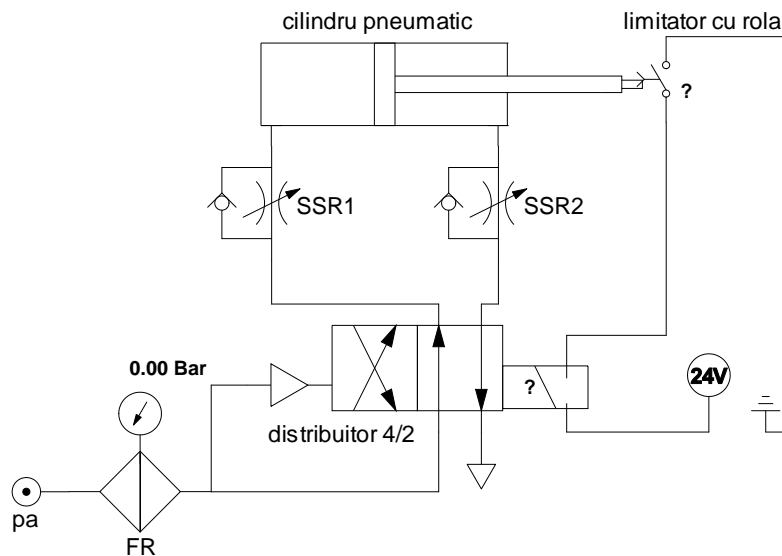 cilindru pneumatic
limitator cu rola
?
SSR1
SSR2
0.00 Bar
?
24V
distribuitor 4/2
pa
FR